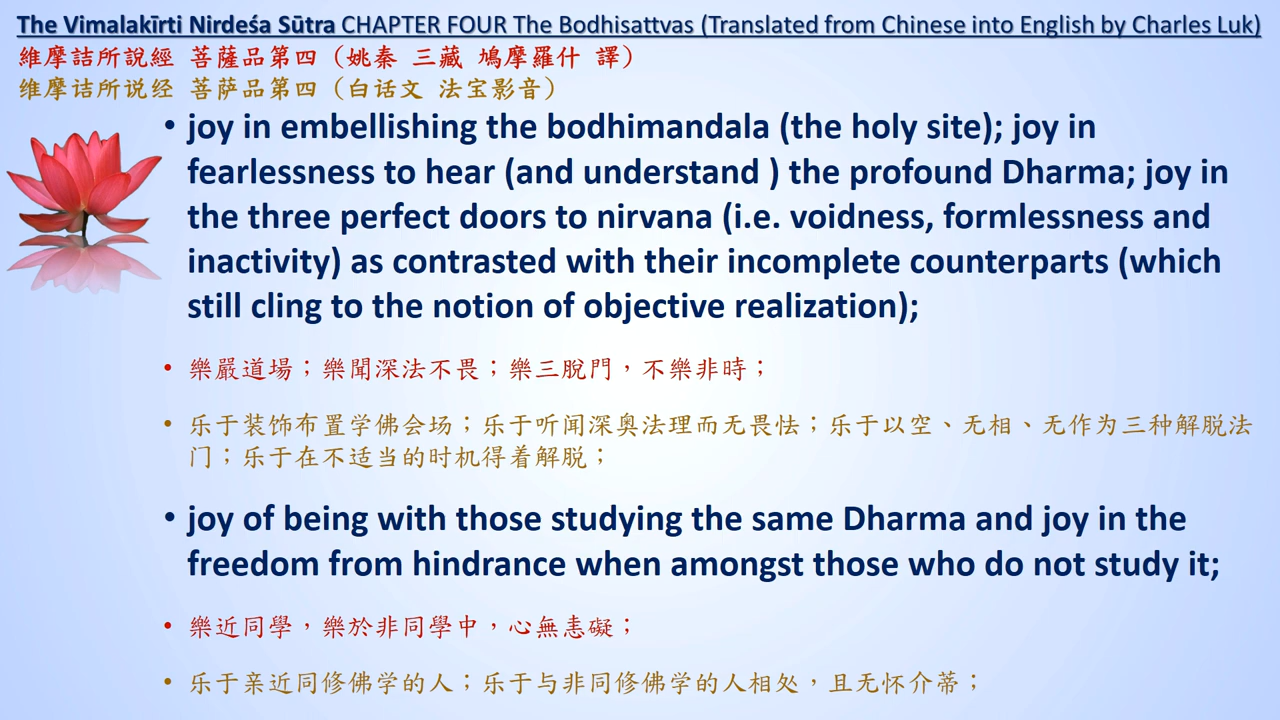 The Vimalakīrti Nirdeśa Sūtra CHAPTER FOUR The Bodhisattvas (Translated from Chinese into English by Charles Luk)
維摩詰所說經 菩薩品第四 (姚秦 三藏 鳩摩羅什 譯)
维摩诘所说经 菩萨品第四 (白话文 法宝影音)
• joy in embellishing the bodhimandala (the holy site); joy in
fearlessness to hear (and understand ) the profound Dharma; joy in
the three perfect doors to nirvana (i.e. voidness, formlessness and
inactivity) as contrasted with their incomplete counterparts (which
still cling to the notion of objective realization);
• 樂嚴道場；樂聞深法不畏；樂三脫門，不樂非時；
• 乐于装饰布置学佛会场；乐于听闻深奥法理而无畏怯；乐于以空、无相、无作为三种解脱法
门；乐于在不适当的时机得着解脱；
• joy of being with those studying the same Dharma and joy in the
freedom from hindrance when amongst those who do not study it;
• 樂近同學，樂於非同學中，心無恚礙；
• 乐于亲近同修佛学的人；乐于与非同修佛学的人相处，且无怀介蒂；